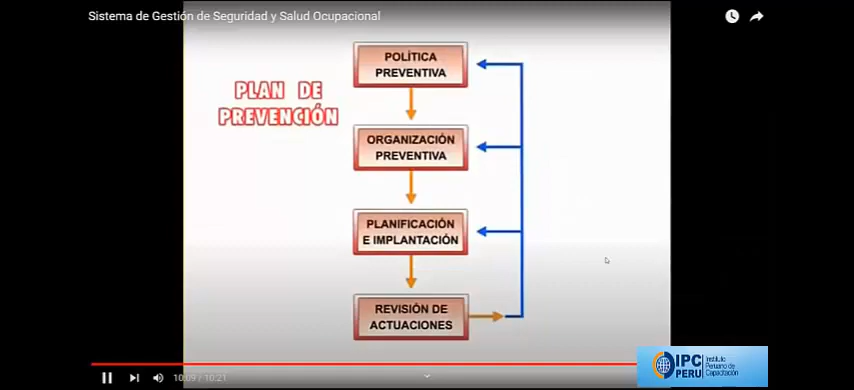 Sistema de Gestión de Seguridad y Salud Ocupacional
PLAN DE
PREVENCIÓN
POLÍTICA
PREVENTIVA
ORGANIZACIÓN
PREVENTIVA
PLANIFICACIÓN
E IMPLANTACIÓN
REVISIÓN DE
ACTUACIONES
10:09 / 10:21
IPC
PERU
Instituto
Peruano de
Capacitación